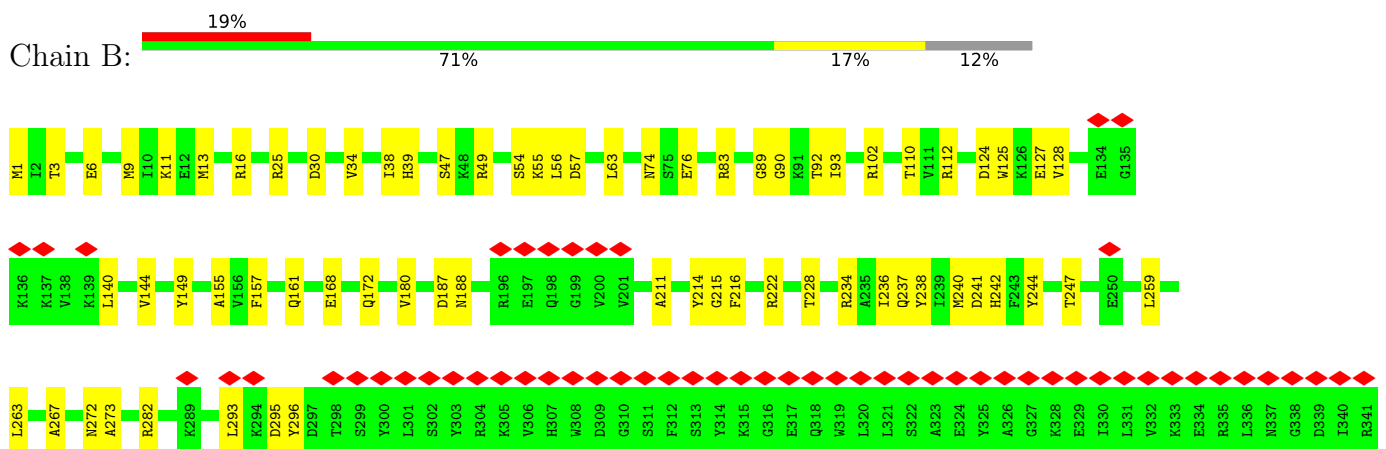 19%
Chain B:
71% 17% 12%
M1 I2 T3 E6 M9 I10 K11 E12 M13 R16 R25 D30 V34 I38 H39 S47 K48 R49 S54 K55 L56 D57 L63 N74 S75 E76 R83 G89 G90 K91 T92 I93 R102 T110 V111 R112 D124 W125 K126 E127 V128 E134 G135
K136 K137 V138 K139 L140 V144 Y149 A155 V156 F157 Q161 E168 Q172 V180 D187 N188 R196 E197 Q198 G199 V200 V201 A211 Y214 G215 F216 R222 T228 R234 A235 I236 Q237 Y238 I239 M240 D241 H242 F243 Y244 T247 E250 L259
L263 A267 N272 A273 R282 K289 L293 K294 D295 Y296 D297 T298 S299 Y300 L301 S302 Y303 R304 K305 V306 H307 W308 D309 G310 S311 F312 S313 Y314 K315 G316 E317 Q318 W319 L320 L321 S322 A323 E324 Y325 A326 G327 K328 E329 I330 L331 V332 K333 E334 R335 L336 N337 G338 D339 I340 R341